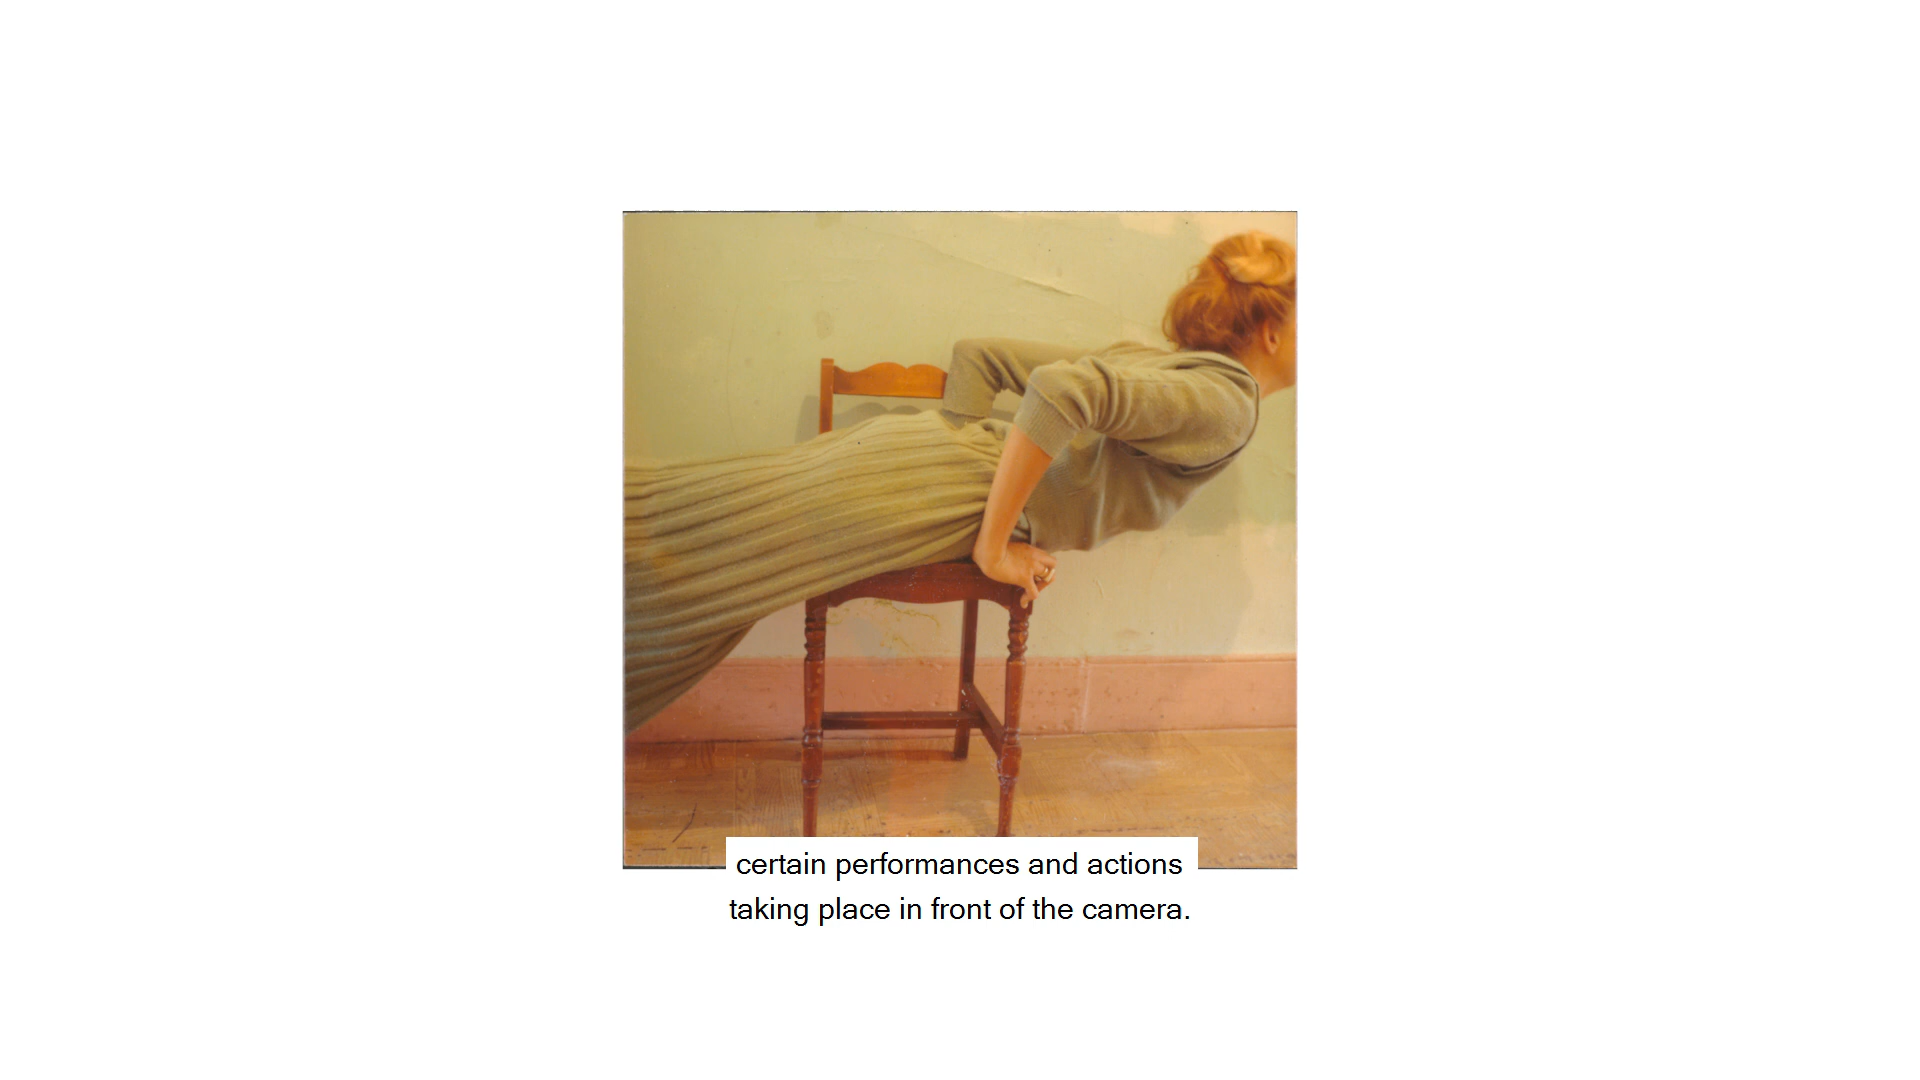 certain performances and actions
taking place in front of the camera.